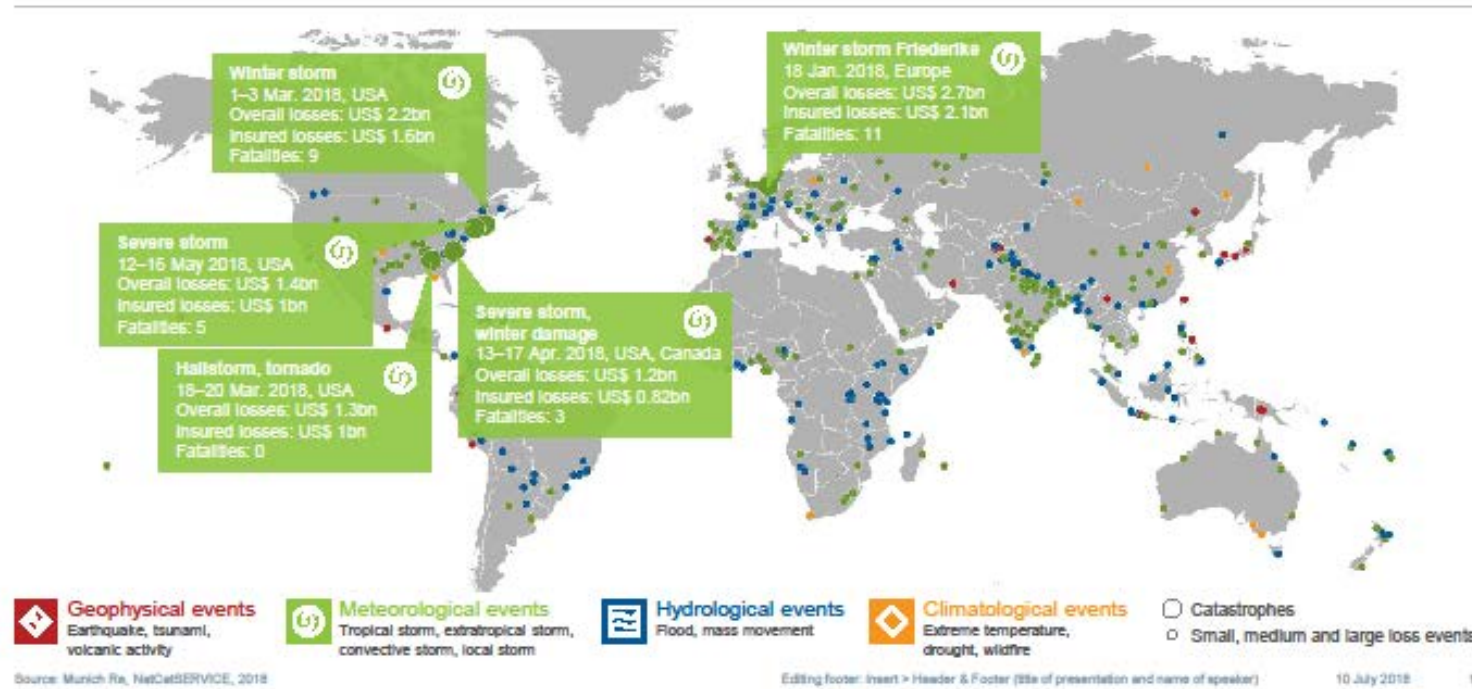 Winter storm
1–3 Mar. 2018, USA
Overall losses: US$ 2.2bn
Insured losses: US$ 1.6bn
Fatalities: 9
Winter storm Friederike
18 Jan. 2018, Europe
Overall losses: US$ 2.7bn
Insured losses: US$ 2.1bn
Fatalities: 11
Severe storm
12–16 May 2018, USA
Overall losses: US$ 1.4bn
Insured losses: US$ 1bn
Fatalities: 5
Severe storm,
winter damage
13–17 Apr. 2018, USA, Canada
Overall losses: US$ 1.2bn
Insured losses: US$ 0.82bn
Fatalities: 3
Hailstorm, tornado
18–20 Mar. 2018, USA
Overall losses: US$ 1.3bn
Insured losses: US$ 1bn
Fatalities: 0
Geophysical events
Earthquake, tsunami,
volcanic activity
Meteorological events
Tropical storm, extratropical storm,
convective storm, local storm
Hydrological events
Flood, mass movement
Climatological events
Extreme temperature,
drought, wildfire
Catastrophes
Small, medium and large loss events
Source: Munich Re, NatCatSERVICE, 2018
Editing footer: Insert > Header & Footer (title of presentation and name of speaker)
10 July 2018